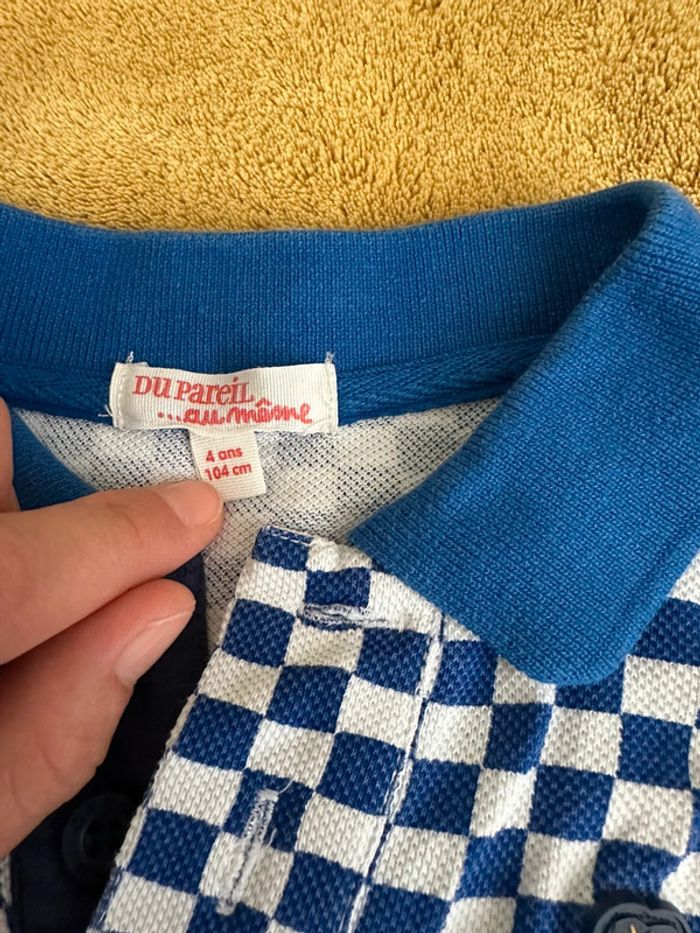 DU PAREIL
...au même
4 ans
104 cm